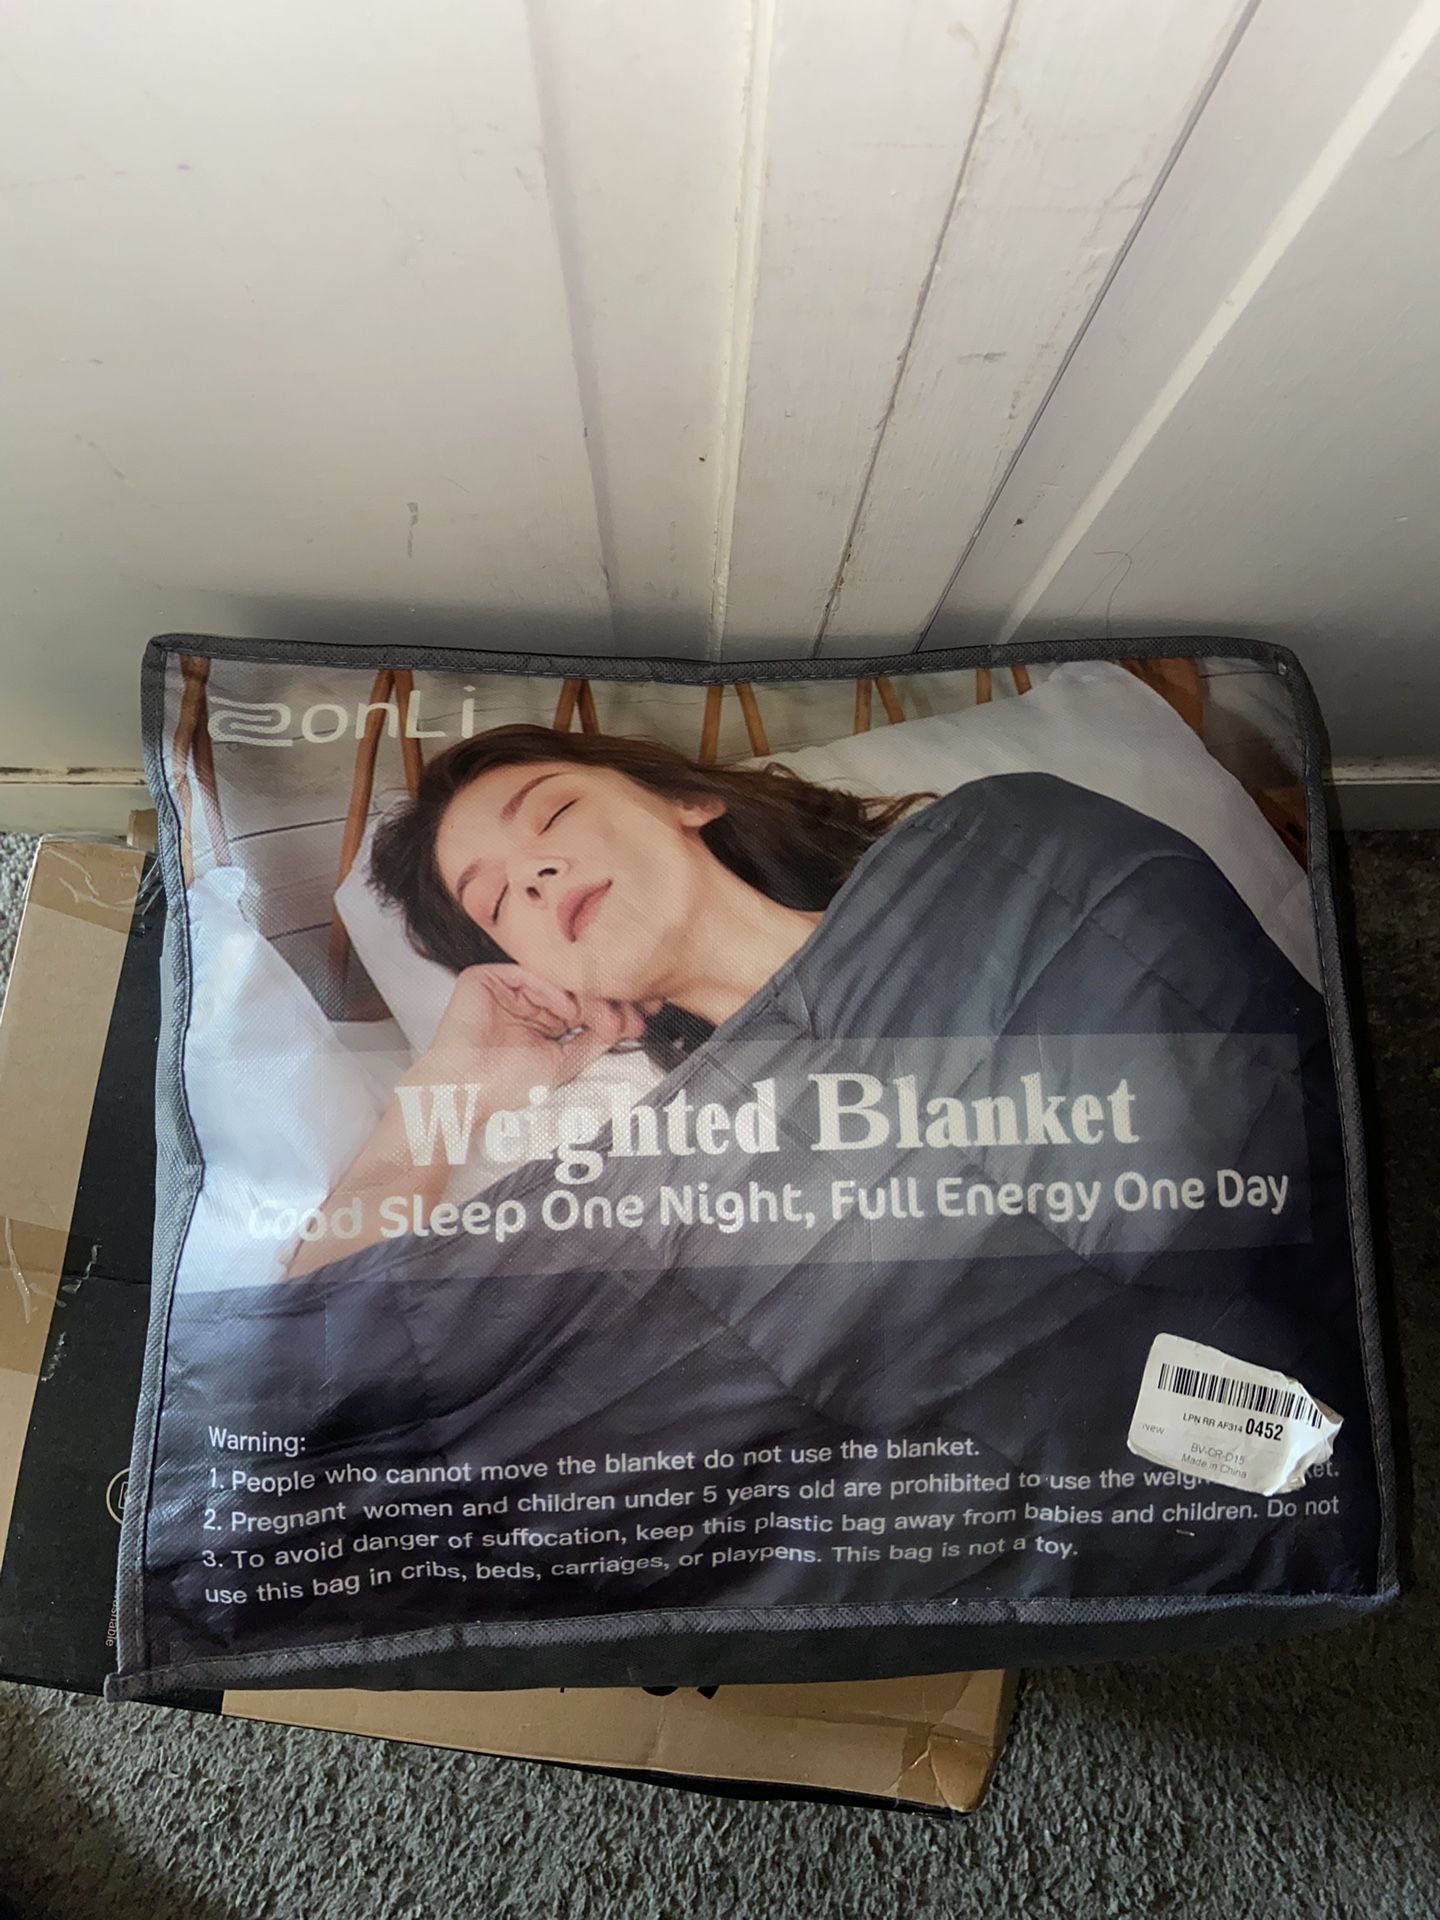 ZonLi
Weighted Blanket
Good Sleep One Night, Full Energy One Day
LPN RR AF314 0452
New
BV-CR-D15
Made in China
Warning:
1. People who cannot move the blanket do not use the blanket.
2. Pregnant women and children under 5 years old are prohibited to use the
3. To avoid danger of suffocation, keep this plastic bag away from babies and children. Do not
use this bag in cribs, beds, carriages, or playpens. This bag is not a toy.